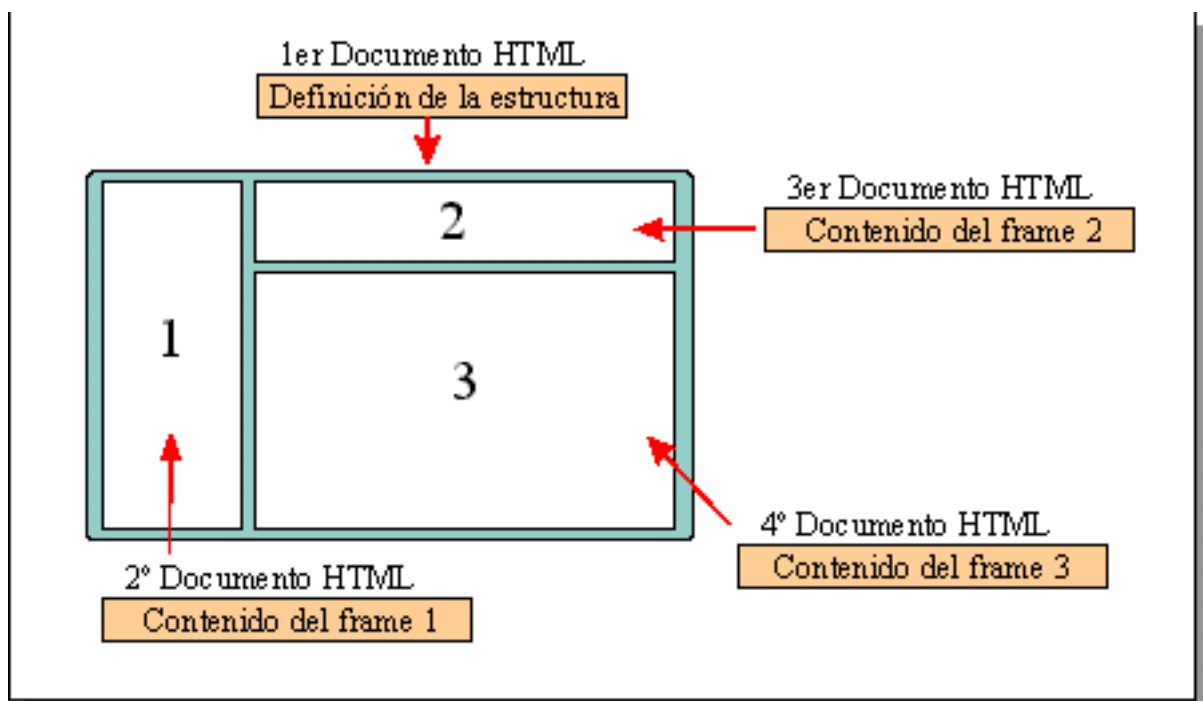 1er Documento HTML
Definición de la estructura
3er Documento HTML
Contenido del frame 2
2
1
3
4º Documento HTML
Contenido del frame 3
2º Documento HTML
Contenido del frame 1